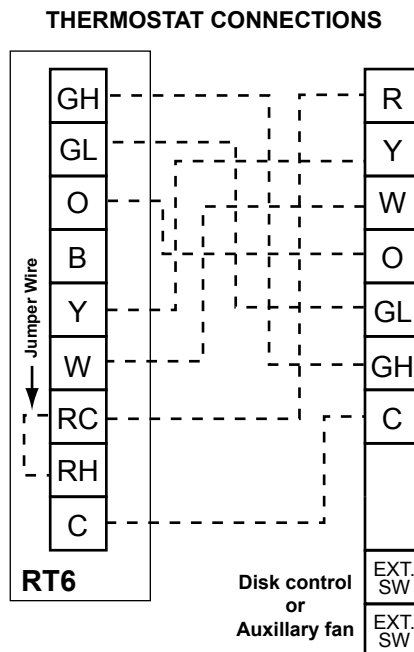 THERMOSTAT CONNECTIONS
GH
GL
O
B
Y
W
RC
RH
C
Jumper Wire
RT6
R
Y
W
O
GL
GH
C
EXT.
SW
EXT.
SW
Disk control
or
Auxillary fan